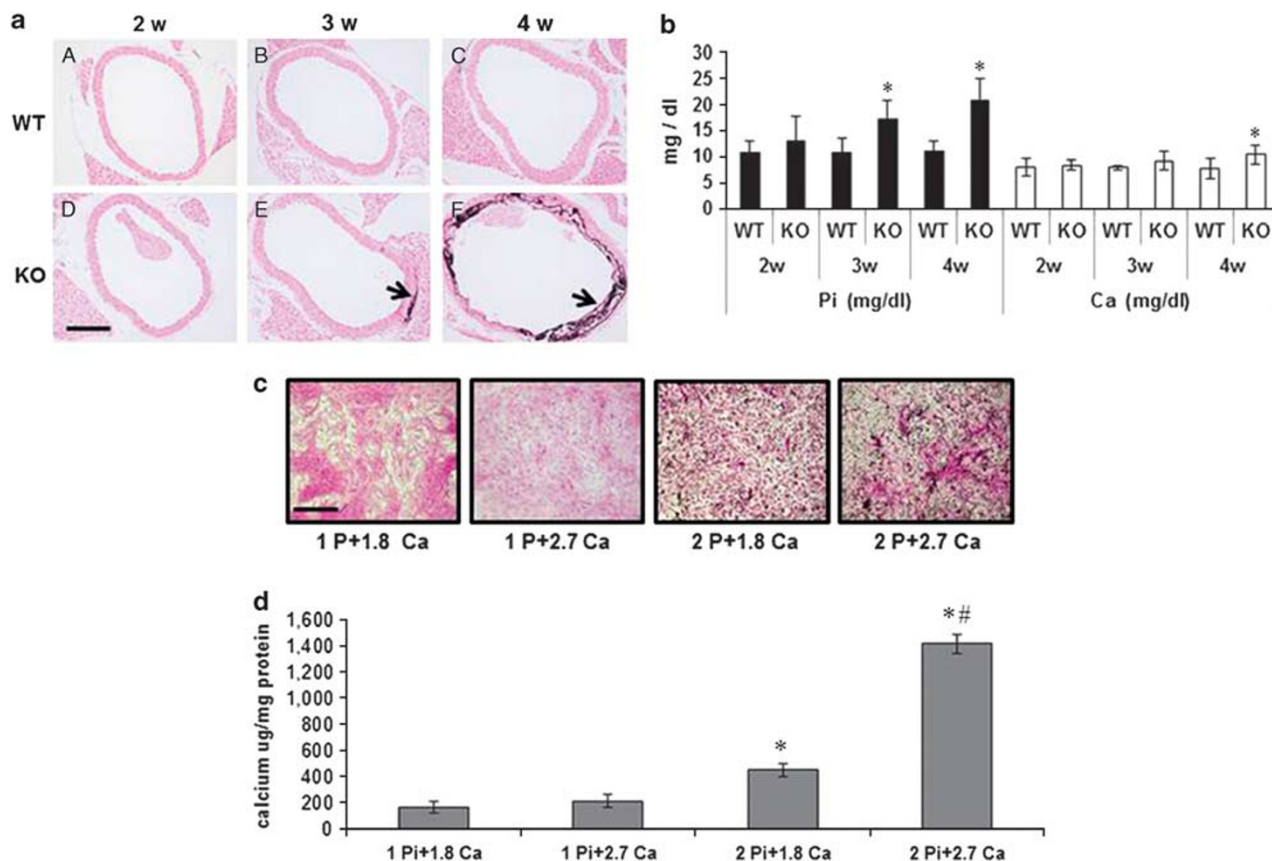 a
2 w
3 w
4 w
WT
A
B
C
KO
D
E
F
b
mg / dl
30
25
20
15
10
5
0
*
*
*
WT KO WT KO WT KO WT KO WT KO WT KO
2w 3w 4w 2w 3w 4w
Pi (mg/dl) Ca (mg/dl)
c
1 P+1.8 Ca
1 P+2.7 Ca
2 P+1.8 Ca
2 P+2.7 Ca
d
calcium ug/mg protein
1,600
1,400
1,200
1,000
800
600
400
200
0
*
*#
1 Pi+1.8 Ca
1 Pi+2.7 Ca
2 Pi+1.8 Ca
2 Pi+2.7 Ca